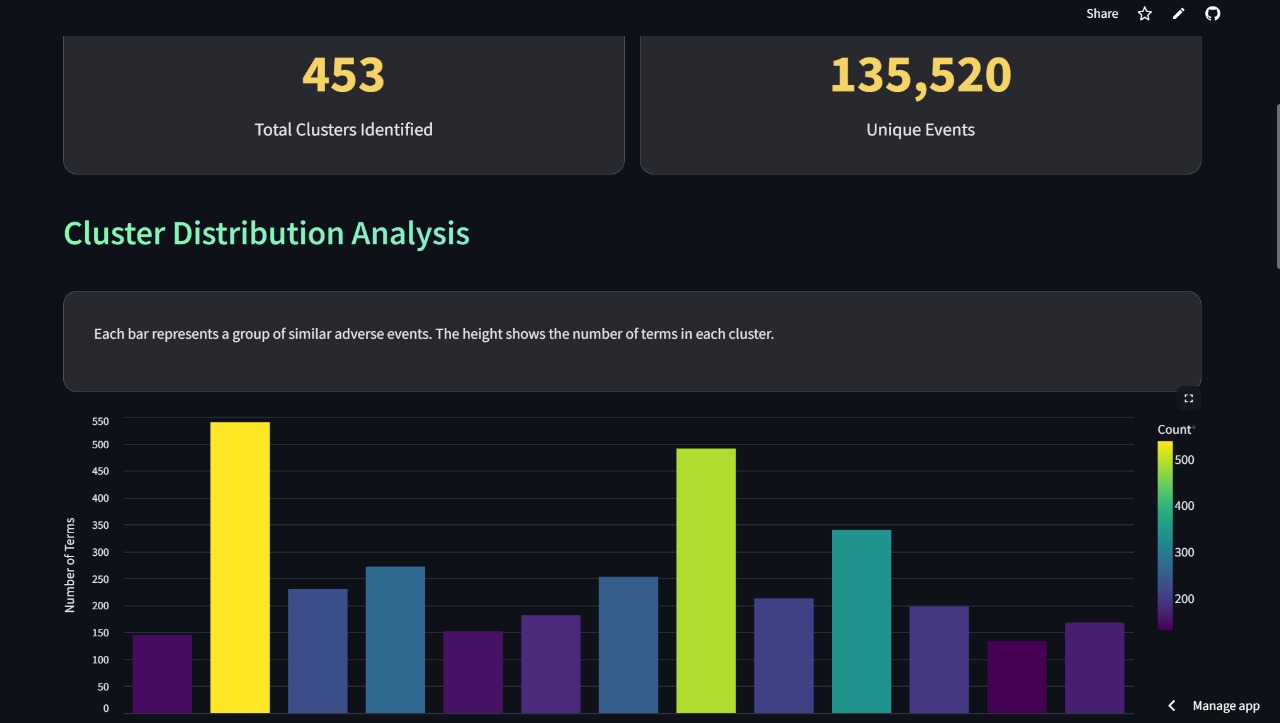 Share
453
135,520
Total Clusters Identified
Unique Events
Cluster Distribution Analysis
Each bar represents a group of similar adverse events. The height shows the number of terms in each cluster.
Number of Terms
550
500
450
400
350
300
250
200
150
100
50
0
Count
500
400
300
200
Manage app